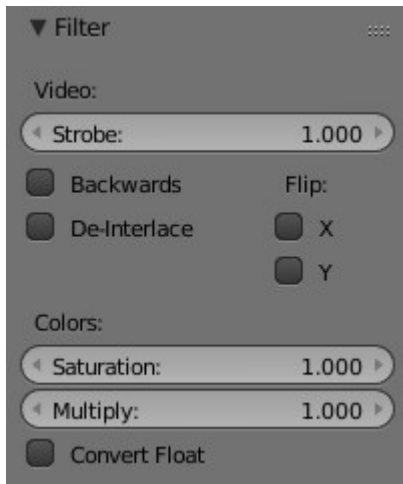 Filter
Video:
Strobe: 1.000
Backwards Flip:
De-Interlace X
Y
Colors:
Saturation: 1.000
Multiply: 1.000
Convert Float